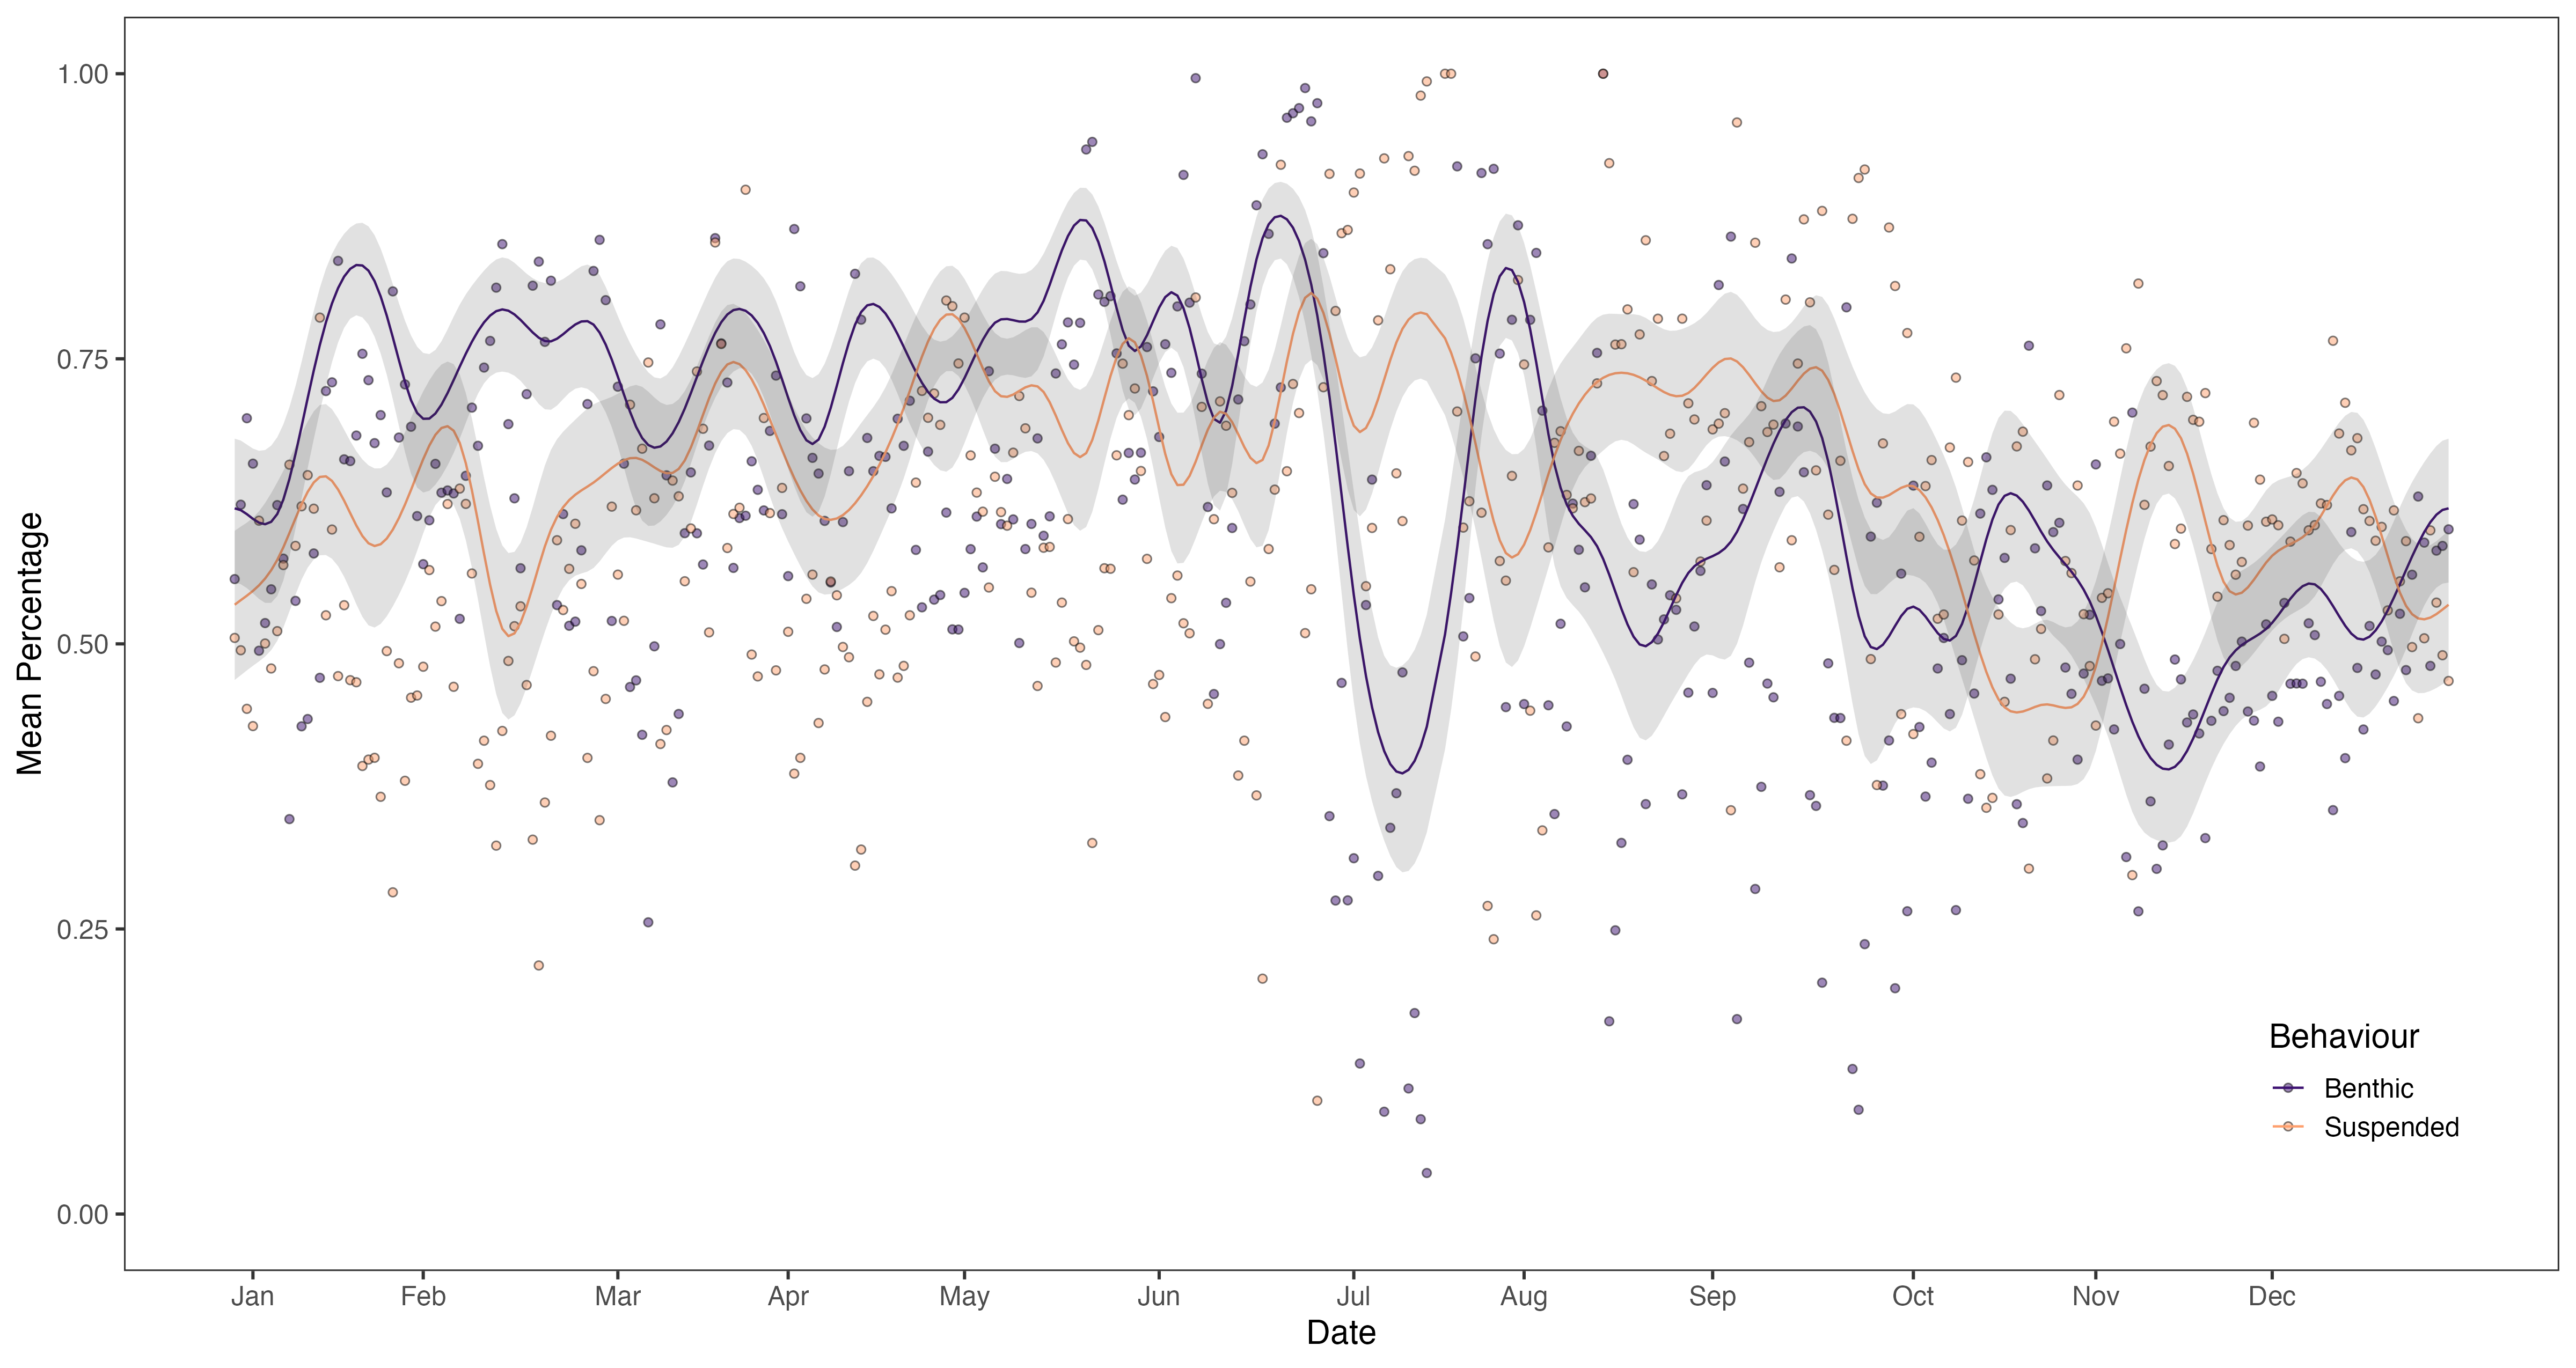 Mean Percentage
1.00
0.75
0.50
0.25
0.00
Behaviour
Benthic
Suspended
Jan Feb Mar Apr May Jun Jul Aug Sep Oct Nov Dec
Date